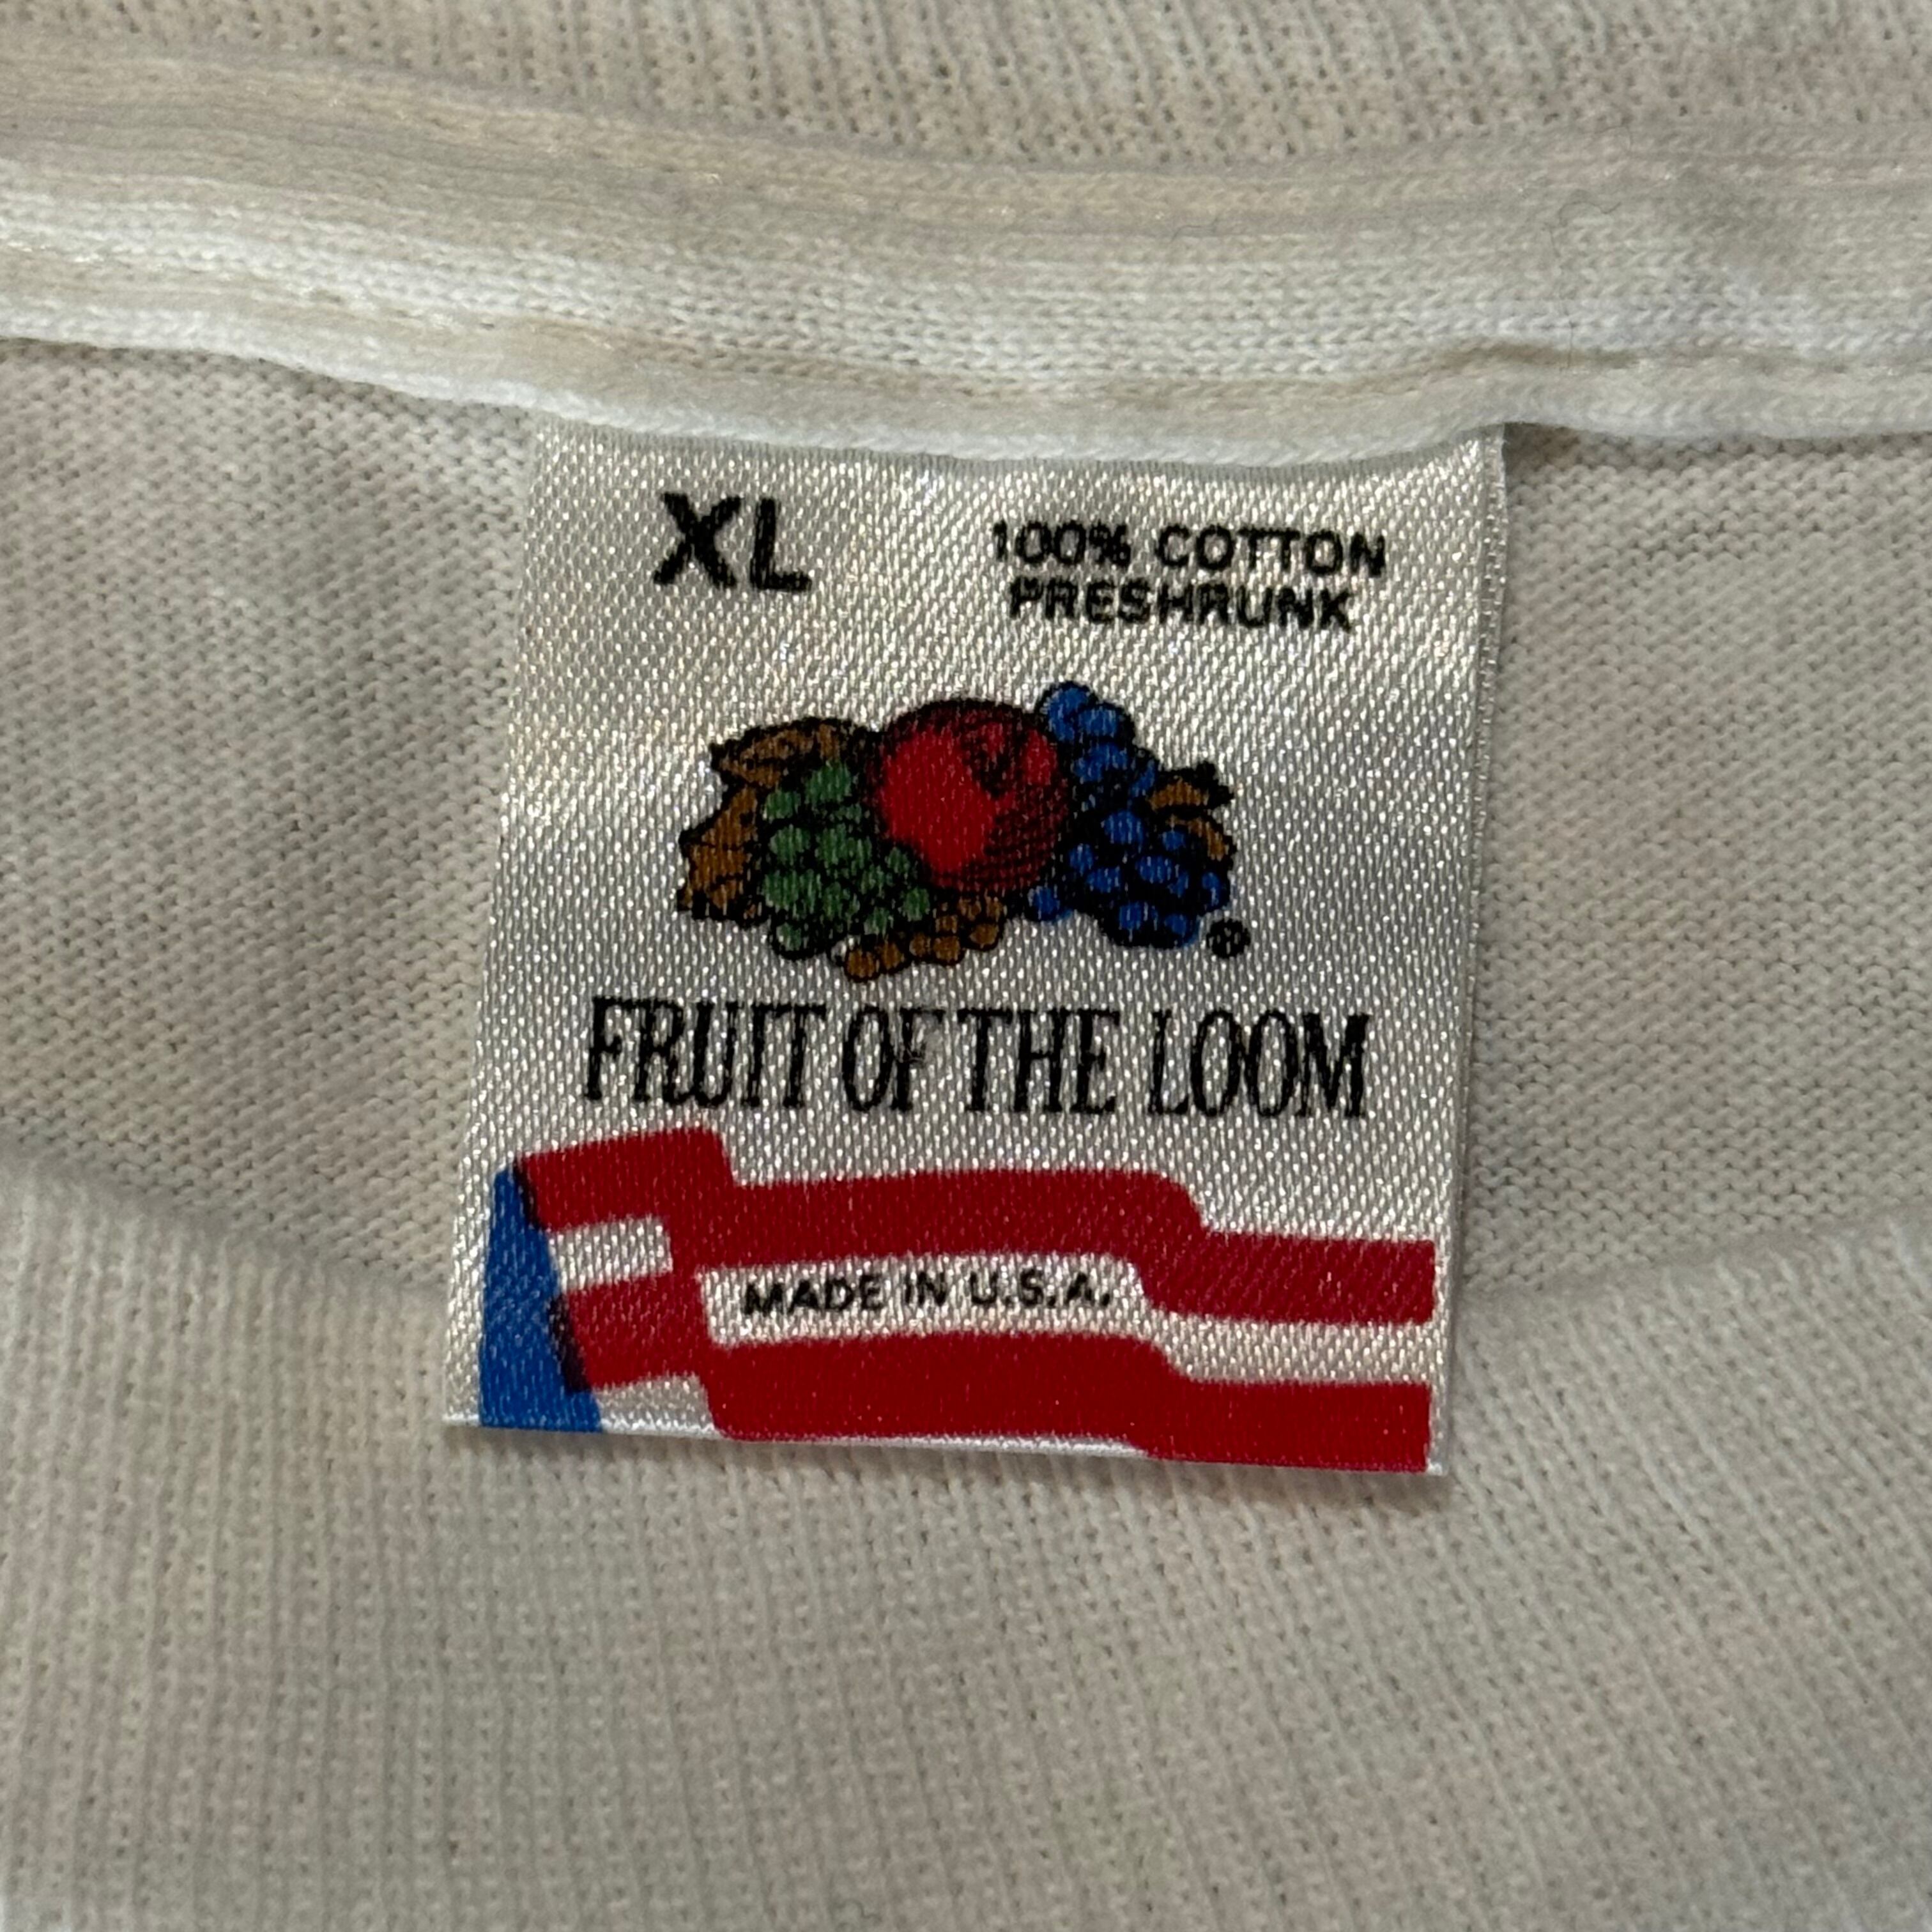 XL
100% COTTON
PRESHRUNK
®
FRUIT OF THE LOOM
MADE IN U.S.A.